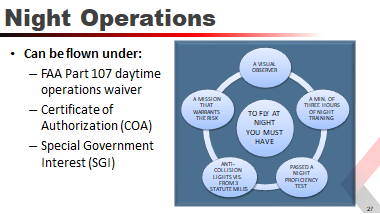 Night Operations
• Can be flown under:
– FAA Part 107 daytime
operations waiver
– Certificate of
Authorization (COA)
– Special Government
Interest (SGI)
A VISUAL
OBSERVER
A MIN. OF
THREE HOURS
OF NIGHT
TRAINING
PASSED A
NIGHT
PROFICIENCY
TEST
ANTI-
COLLISION
LIGHTS VIS.
FROM 3
STATUTE MILES
A MISSION
THAT
WARRANTS
THE RISK
TO FLY AT
NIGHT
YOU MUST
HAVE
27